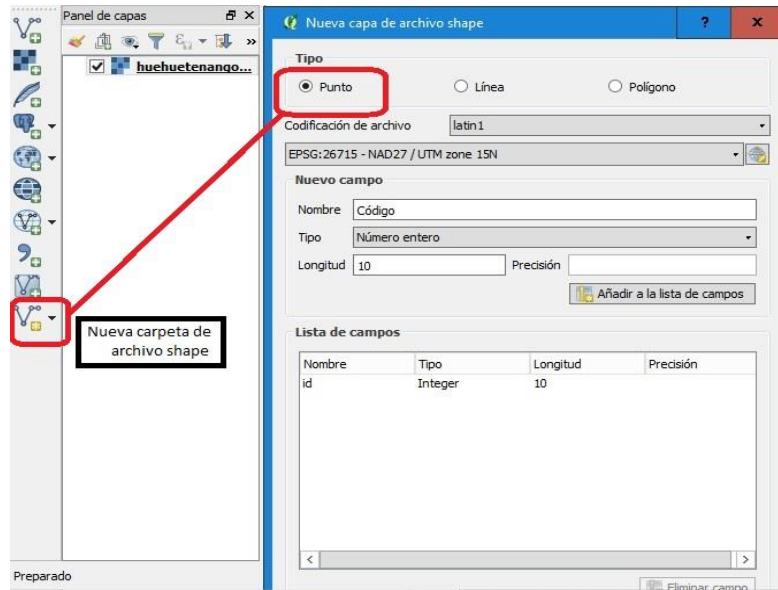 Panel de capas
huehuetenango...
Nueva carpeta de
archivo shape
Preparado
Nueva capa de archivo shape
?
x
Tipo
Punto
Línea
Polígono
Codificación de archivo
latin1
EPSG:26715 - NAD27 / UTM zone 15N
Nuevo campo
Nombre
Código
Tipo
Número entero
Longitud
10
Precisión
Añadir a la lista de campos
Lista de campos
Nombre Tipo Longitud Precisión
id Integer 10
Eliminar campo